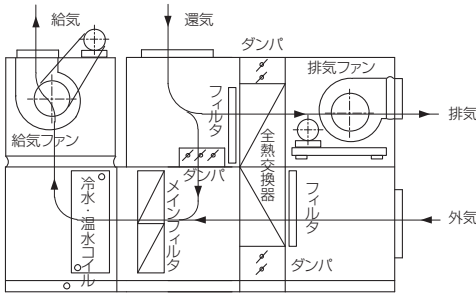 給気
還気
ダンパ
排気ファン
フィルタ
排気
給気ファン
全熱交換器
ダンパ
冷水・温水コイル
メインフィルタ
フィルタ
外気
ダンパ